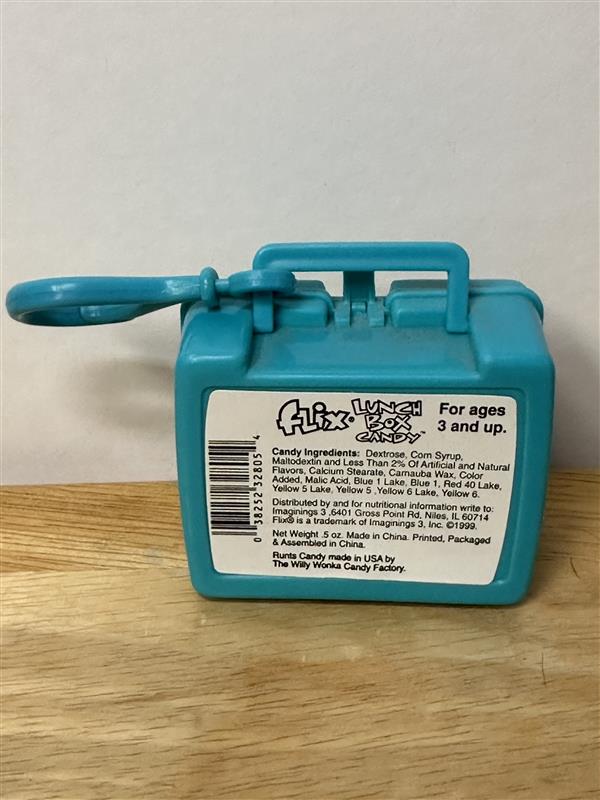 flix® LUNCH
BOX
CANDY™
For ages
3 and up.
Candy Ingredients: Dextrose, Corn Syrup,
Maltodextin and Less Than 2% Of Artificial and Natural
Flavors, Calcium Stearate, Carnauba Wax, Color
Added, Malic Acid, Blue 1 Lake, Blue 1, Red 40 Lake,
Yellow 5 Lake, Yellow 5 ,Yellow 6 Lake, Yellow 6.
Distributed by and for nutritional information write to:
Imaginings 3 ,6401 Gross Point Rd, Niles, IL 60714
Flix® is a trademark of Imaginings 3, Inc. ©1999.
Net Weight .5 oz. Made in China. Printed, Packaged
& Assembled in China.
Runts Candy made in USA by
The Willy Wonka Candy Factory.
0 38252 32805 4